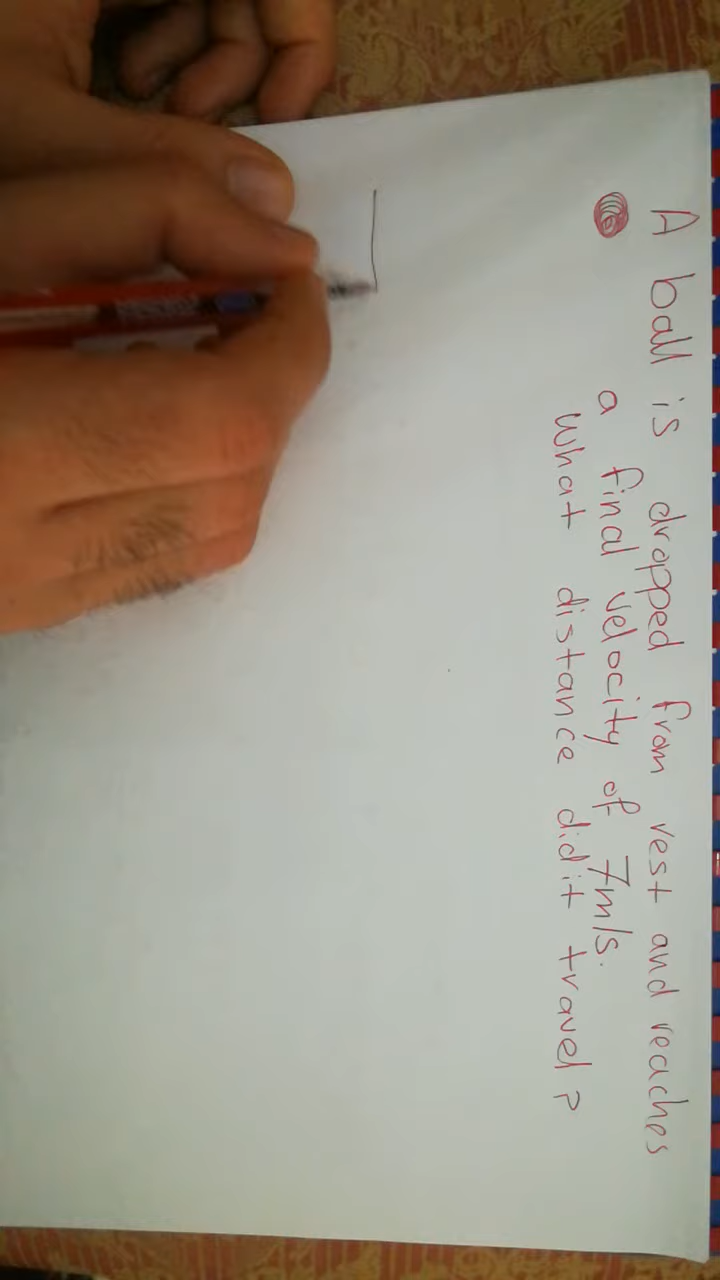 A ball is dropped from rest and reaches
a final velocity of 7m/s.
What distance did it travel?